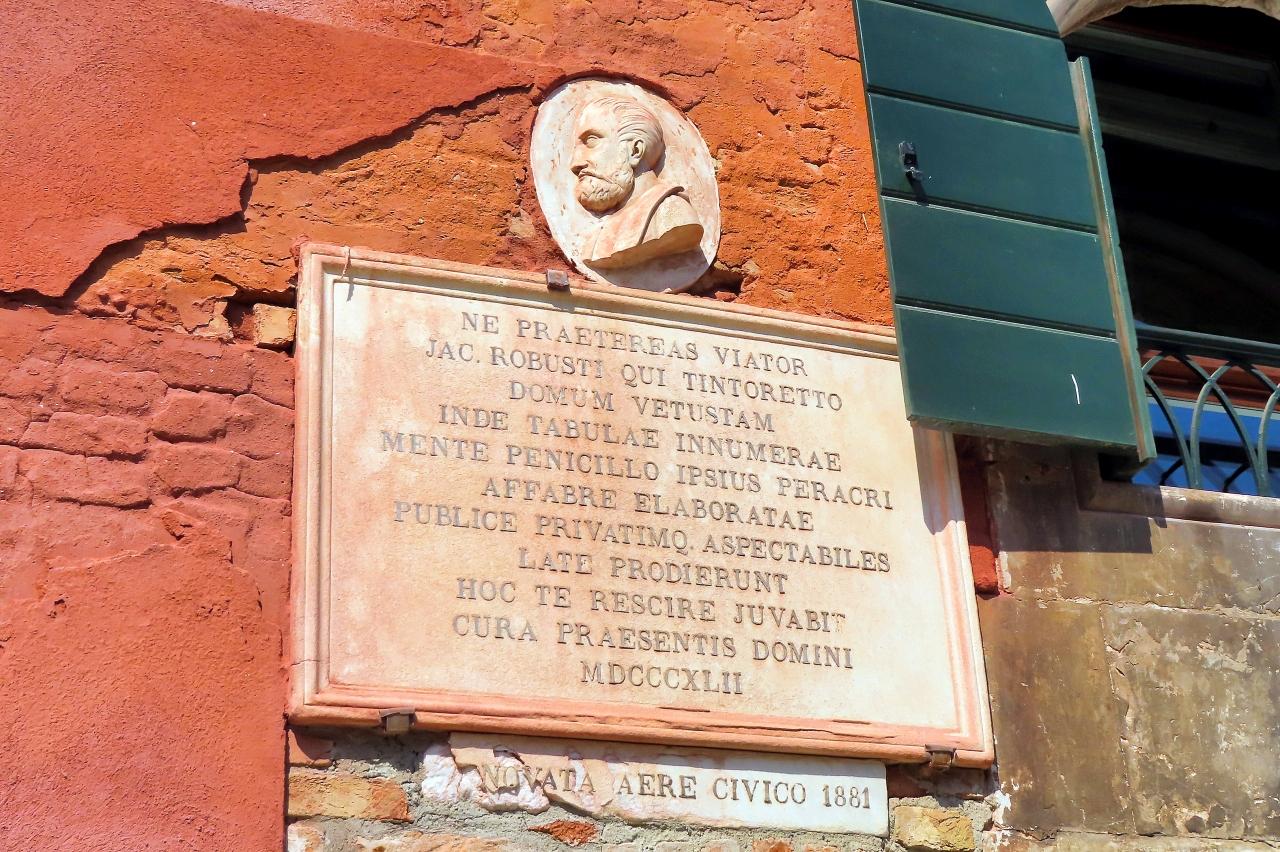 NE PRAETEREAS VIATOR
JAC. ROBUSTI QUI TINTORETTO
DOMUM VETUSTAM
INDE TABULAE INNUMERAE
MENTE PENICILLO IPSIUS PERACRI
AFFABRE ELABORATAE
PUBLICE PRIVATIMQ. ASPECTABILES
LATE PRODIERUNT
HOC TE RESCIRE JUVABIT
CURA PRAESENTIS DOMINI
MDCCCXLII
NOVATA AERE CIVICO 1881